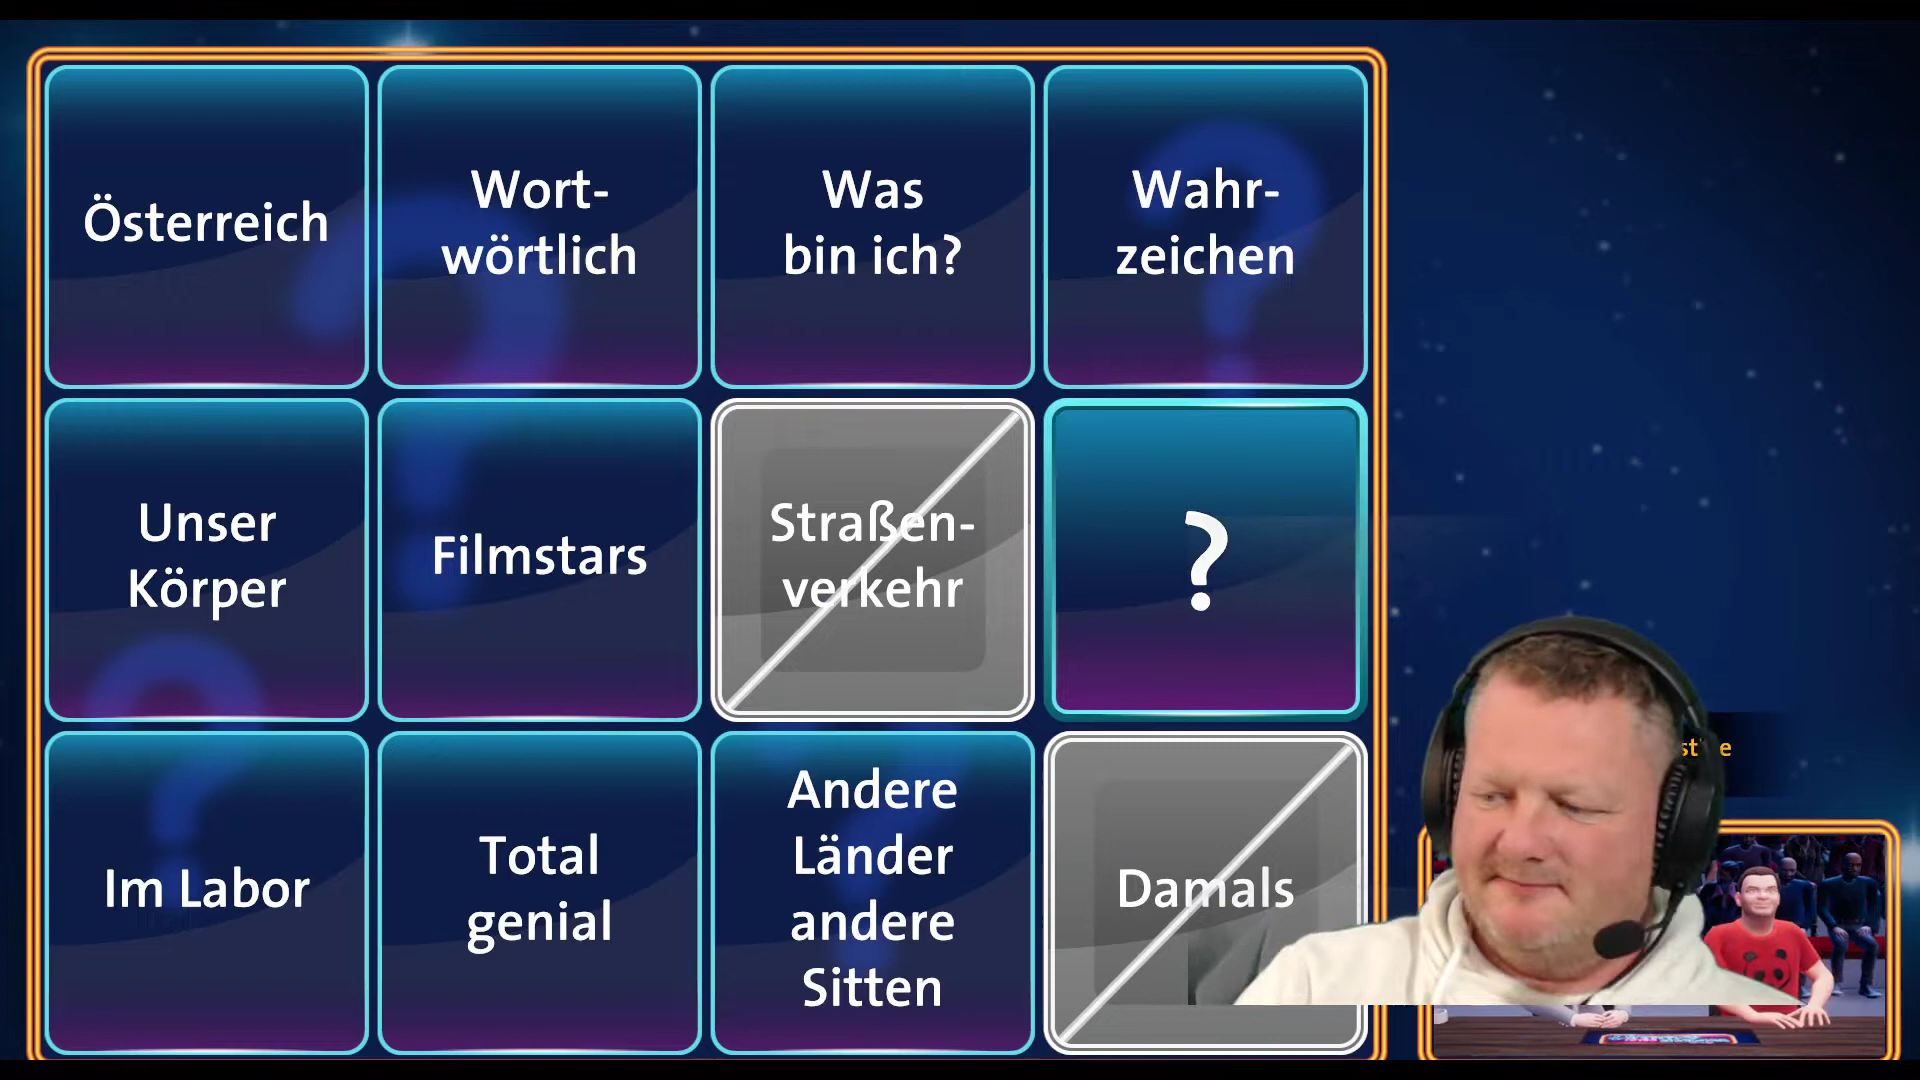 Österreich
Wort-
wörtlich
Was
bin ich?
Wahr-
zeichen
Unser
Körper
Filmstars
Straßen-
verkehr
?
Im Labor
Total
genial
Andere
Länder
andere
Sitten
Damals